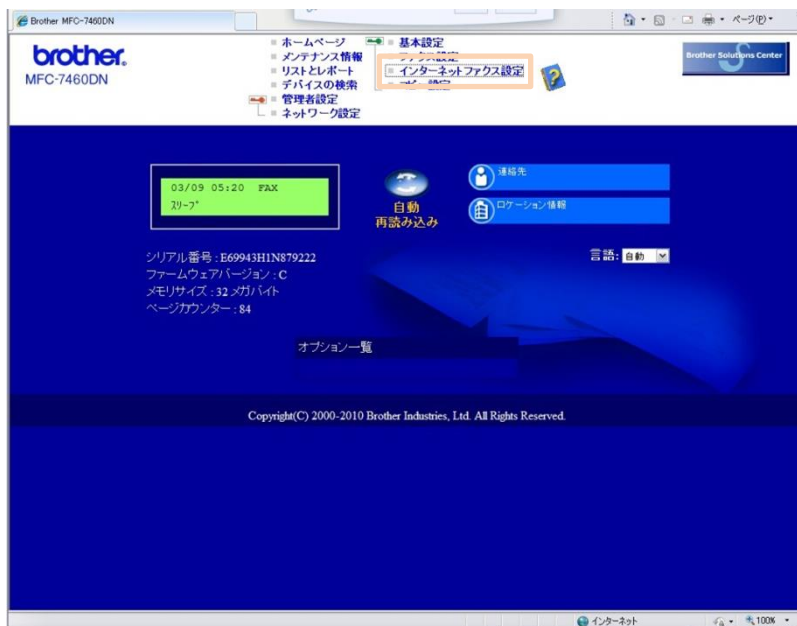 Brother MFC-7460DN
ページ(P)
brother
MFC-7460DN
ホームページ
メンテナンス情報
リストとレポート
デバイスの検索
管理者設定
ネットワーク設定
基本設定
インターネットファクス設定
Brother Solutions Center
03/09 05:20 FAX
ｽﾘｰﾌﾟ
自動
再読み込み
連絡先
ロケーション情報
シリアル番号 : E69943H1N879222
ファームウェアバージョン : C
メモリサイズ : 32 メガバイト
ページカウンター : 84
言語: 自動
オプション一覧
Copyright(C) 2000-2010 Brother Industries, Ltd. All Rights Reserved.
インターネット
100%